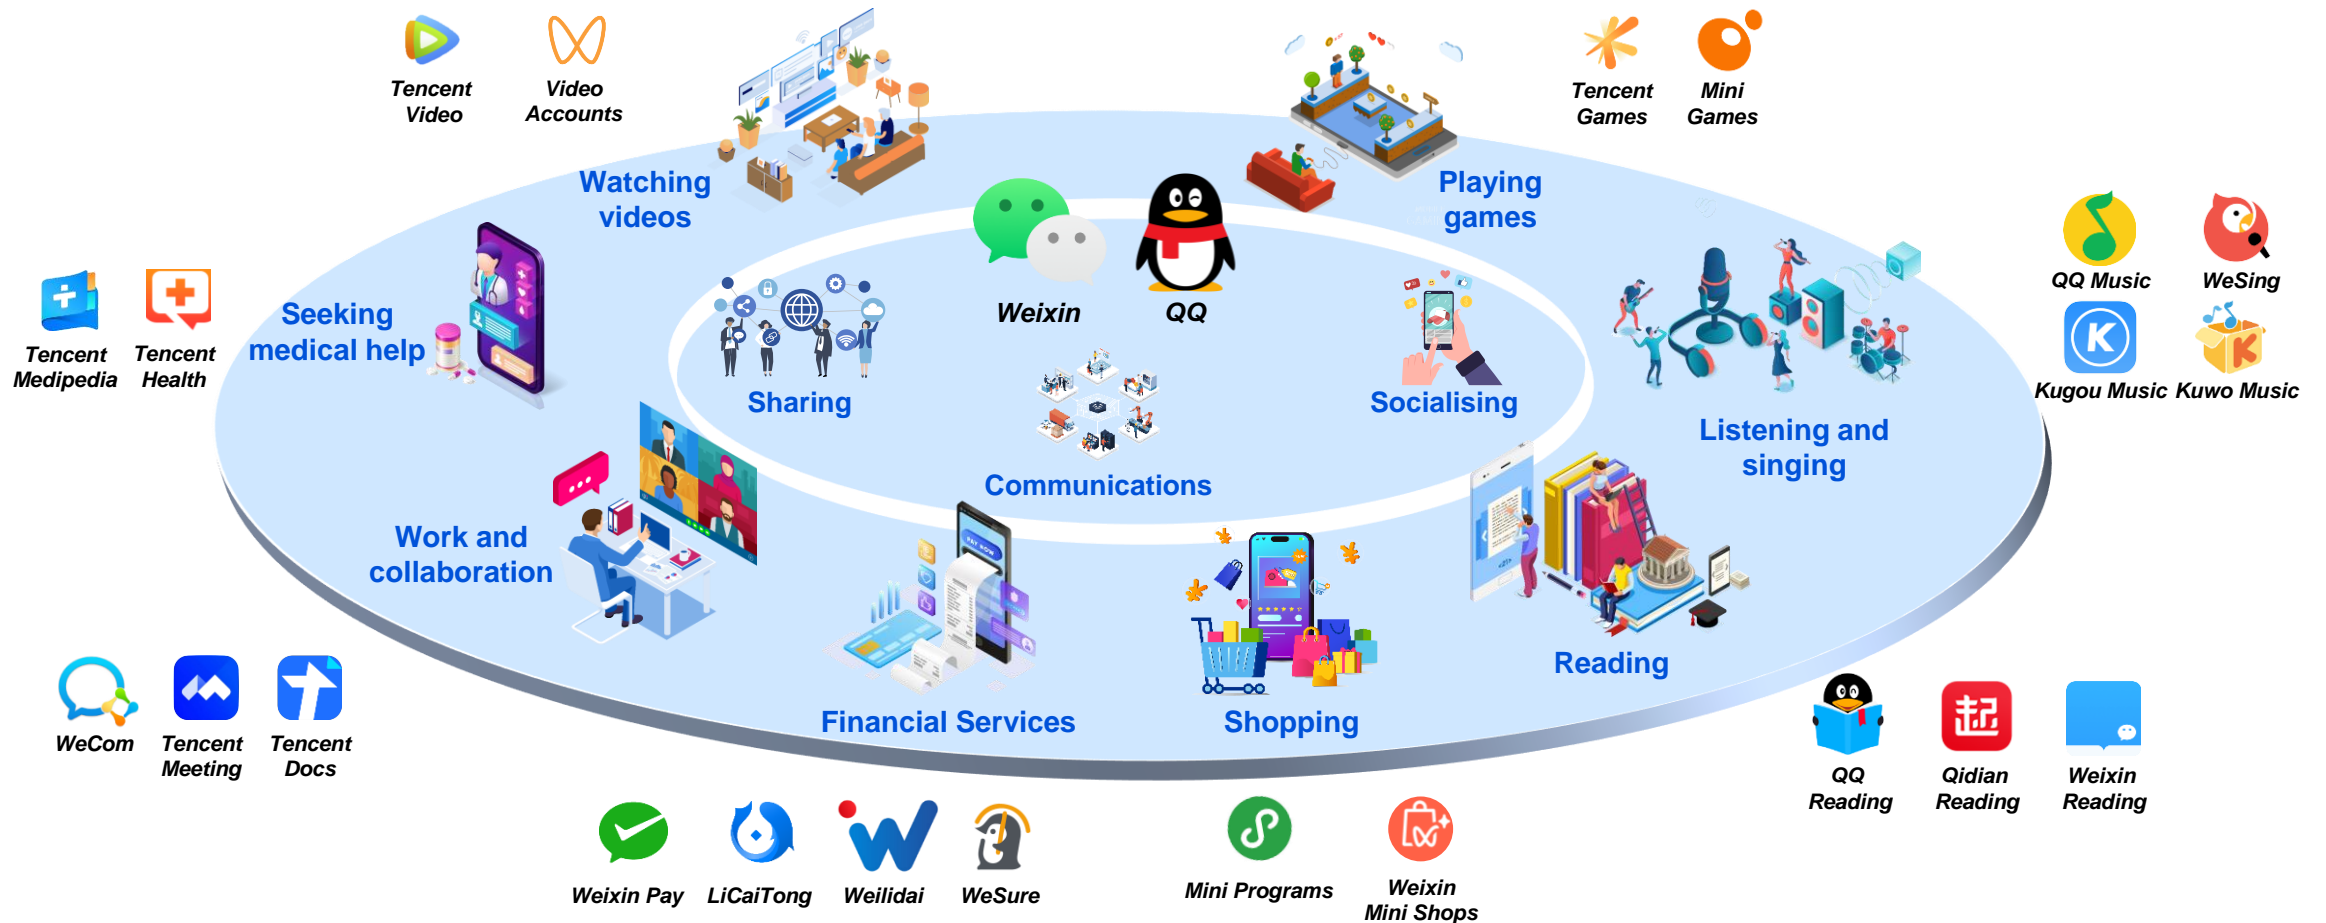 Tencent
Video
Video
Accounts
Tencent
Games
Mini
Games
Watching
videos
Playing
games
Weixin
QQ
QQ Music
WeSing
Kugou Music
Kuwo Music
Tencent
Medipedia
Tencent
Health
Seeking
medical help
Sharing
Socialising
Communications
Listening and
singing
Work and
collaboration
PAY NOW
Financial Services
Shopping
Reading
WeCom
Tencent
Meeting
Tencent
Docs
起
QQ
Reading
Qidian
Reading
Weixin
Reading
Weixin Pay
LiCaiTong
Weilidai
WeSure
Mini Programs
Weixin
Mini Shops